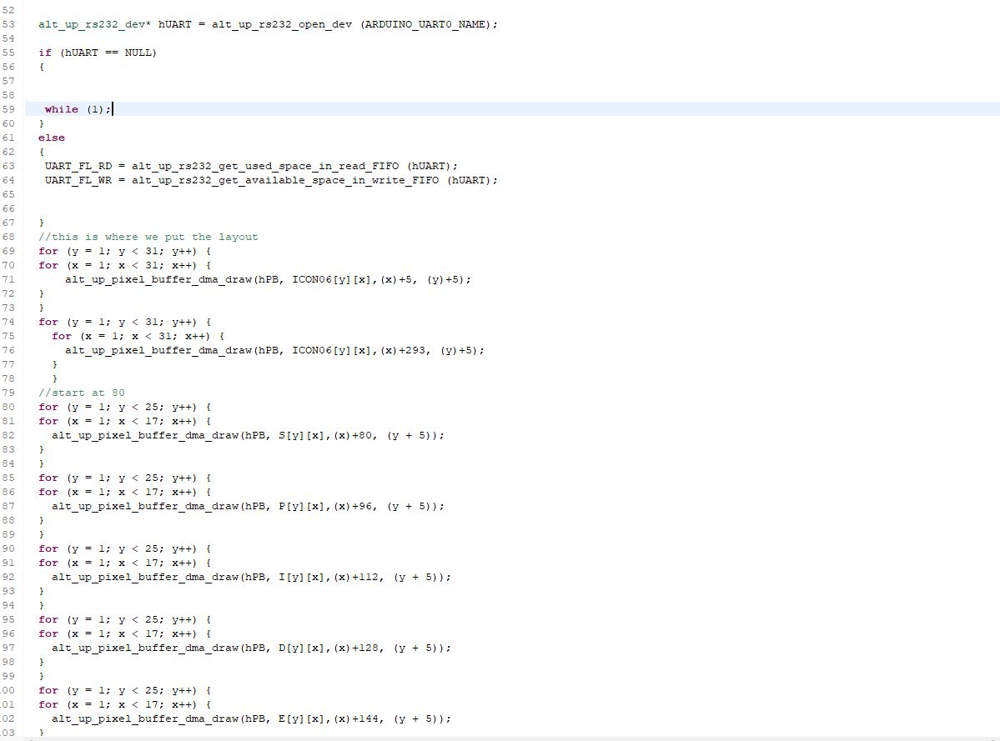 52
53 alt_up_rs232_dev* hUART = alt_up_rs232_open_dev (ARDUINO_UART0_NAME);
54
55 if (hUART == NULL)
56 {
57
58
59 while (1);
60 }
61 else
62 {
63 UART_FL_RD = alt_up_rs232_get_used_space_in_read_FIFO (hUART);
64 UART_FL_WR = alt_up_rs232_get_available_space_in_write_FIFO (hUART);
65
66
67 }
68 //this is where we put the layout
69 for (y = 1; y < 31; y++) {
70 for (x = 1; x < 31; x++) {
71 alt_up_pixel_buffer_dma_draw(hPB, ICON06[y][x],(x)+5, (y)+5);
72 }
73 }
74 for (y = 1; y < 31; y++) {
75 for (x = 1; x < 31; x++) {
76 alt_up_pixel_buffer_dma_draw(hPB, ICON06[y][x],(x)+293, (y)+5);
77 }
78 }
79 //start at 80
80 for (y = 1; y < 25; y++) {
81 for (x = 1; x < 17; x++) {
82 alt_up_pixel_buffer_dma_draw(hPB, S[y][x],(x)+80, (y + 5));
83 }
84 }
85 for (y = 1; y < 25; y++) {
86 for (x = 1; x < 17; x++) {
87 alt_up_pixel_buffer_dma_draw(hPB, P[y][x],(x)+96, (y + 5));
88 }
89 }
90 for (y = 1; y < 25; y++) {
91 for (x = 1; x < 17; x++) {
92 alt_up_pixel_buffer_dma_draw(hPB, I[y][x],(x)+112, (y + 5));
93 }
94 }
95 for (y = 1; y < 25; y++) {
96 for (x = 1; x < 17; x++) {
97 alt_up_pixel_buffer_dma_draw(hPB, D[y][x],(x)+128, (y + 5));
98 }
99 }
00 for (y = 1; y < 25; y++) {
01 for (x = 1; x < 17; x++) {
02 alt_up_pixel_buffer_dma_draw(hPB, E[y][x],(x)+144, (y + 5));
03 }